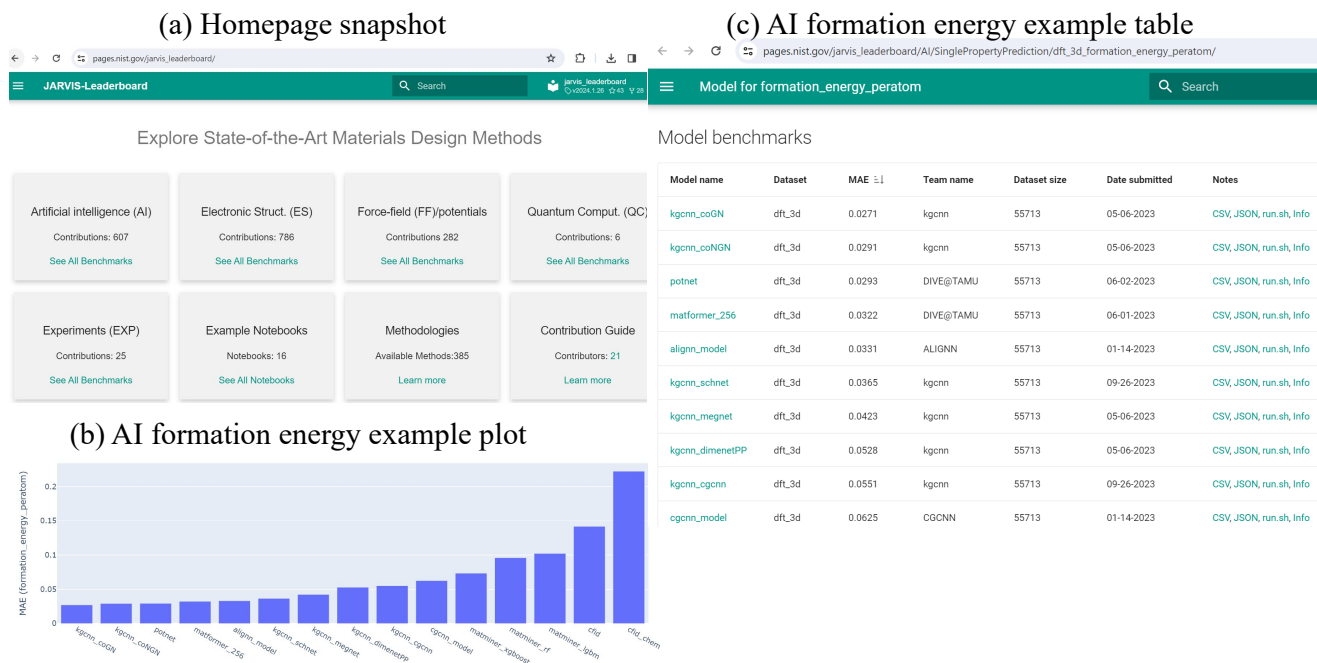 (a) Homepage snapshot
pages.nist.gov/jarvis_leaderboard/
JARVIS-Leaderboard
Search
jarvis_leaderboard
v2024.1.26 43 28
Explore State-of-the-Art Materials Design Methods
Artificial intelligence (AI)
Contributions: 607
See All Benchmarks
Electronic Struct. (ES)
Contributions: 786
See All Benchmarks
Force-field (FF)/potentials
Contributions 282
See All Benchmarks
Quantum Comput. (QC)
Contributions: 6
See All Benchmarks
Experiments (EXP)
Contributions: 25
See All Benchmarks
Example Notebooks
Notebooks: 16
See All Notebooks
Methodologies
Available Methods:385
Learn more
Contribution Guide
Contributors: 21
Learn more
(b) AI formation energy example plot
MAE (formation_energy_peratom)
0.2
0.15
0.1
0.05
0
kgcnn_coGN
kgcnn_coNGN
potnet
matformer_256
alignn_model
kgcnn_schnet
kgcnn_megnet
kgcnn_dimenetPP
kgcnn_cgcnn
cgcnn_model
matminer_xgboost
matminer_rf
matminer_lgbm
cfid
cfid_chem
(c) AI formation energy example table
pages.nist.gov/jarvis_leaderboard/AI/SinglePropertyPrediction/dft_3d_formation_energy_peratom/
Model for formation_energy_peratom
Search
Model benchmarks
Model name Dataset MAE Team name Dataset size Date submitted Notes
kgcnn_coGN dft_3d 0.0271 kgcnn 55713 05-06-2023 CSV, JSON, run.sh, Info
kgcnn_coNGN dft_3d 0.0291 kgcnn 55713 05-06-2023 CSV, JSON, run.sh, Info
potnet dft_3d 0.0293 DIVE@TAMU 55713 06-02-2023 CSV, JSON, run.sh, Info
matformer_256 dft_3d 0.0322 DIVE@TAMU 55713 06-01-2023 CSV, JSON, run.sh, Info
alignn_model dft_3d 0.0331 ALIGNN 55713 01-14-2023 CSV, JSON, run.sh, Info
kgcnn_schnet dft_3d 0.0365 kgcnn 55713 09-26-2023 CSV, JSON, run.sh, Info
kgcnn_megnet dft_3d 0.0423 kgcnn 55713 05-06-2023 CSV, JSON, run.sh, Info
kgcnn_dimenetPP dft_3d 0.0528 kgcnn 55713 05-06-2023 CSV, JSON, run.sh, Info
kgcnn_cgcnn dft_3d 0.0551 kgcnn 55713 09-26-2023 CSV, JSON, run.sh, Info
cgcnn_model dft_3d 0.0625 CGCNN 55713 01-14-2023 CSV, JSON, run.sh, Info